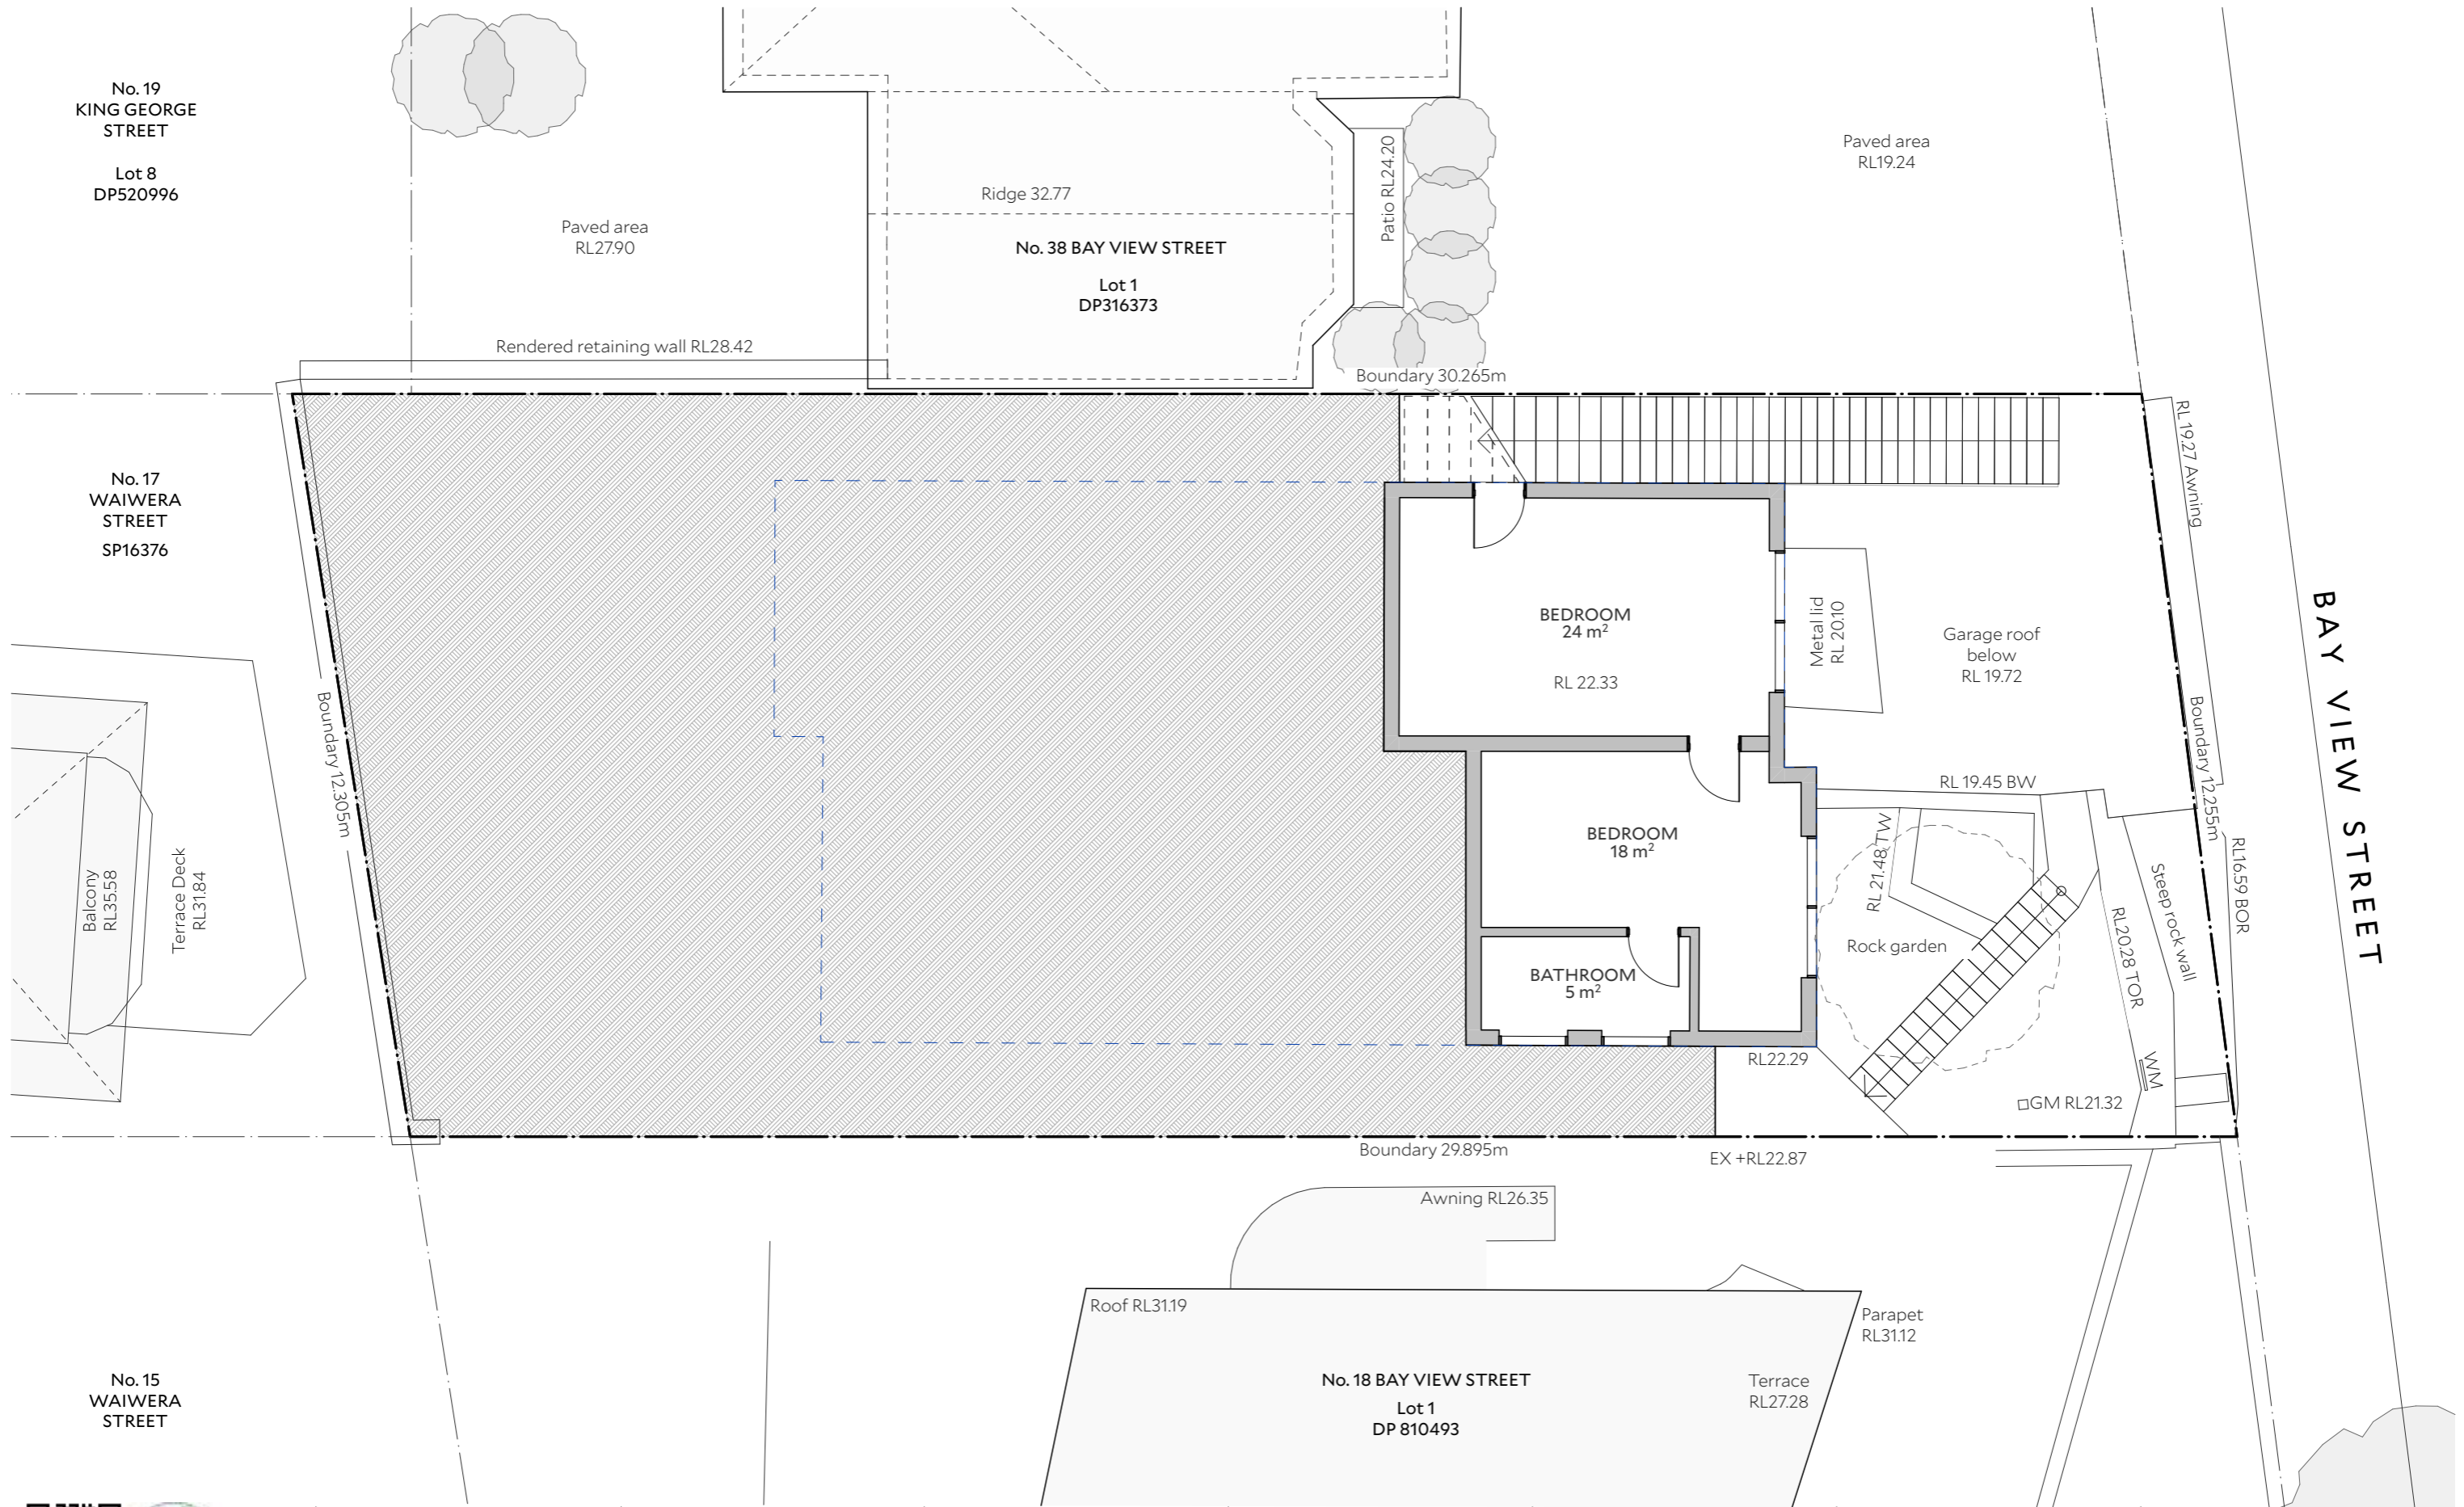 No. 19
KING GEORGE
STREET
Lot 8
DP520996
Paved area
RL27.90
Ridge 32.77
No. 38 BAY VIEW STREET
Lot 1
DP316373
Patio RL24.20
Paved area
RL19.24
Rendered retaining wall RL28.42
Boundary 30.265m
RL 19.27 Awning
No. 17
WAIWERA
STREET
SP16376
BEDROOM
24 m²
RL 22.33
Metal lid
RL 20.10
Garage roof
below
RL 19.72
BAY VIEW STREET
Boundary 12.305m
Boundary 12.255m
RL 19.45 BW
Balcony
RL35.58
Terrace Deck
RL31.84
BEDROOM
18 m²
RL 21.48 TW
Steep rock wall
RL16.59 BOR
Rock garden
RL20.28 TOR
BATHROOM
5 m²
RL22.29
WM
GM RL21.32
Boundary 29.895m
EX +RL22.87
Awning RL26.35
Roof RL31.19
Parapet
RL31.12
No. 15
WAIWERA
STREET
No. 18 BAY VIEW STREET
Lot 1
DP 810493
Terrace
RL27.28